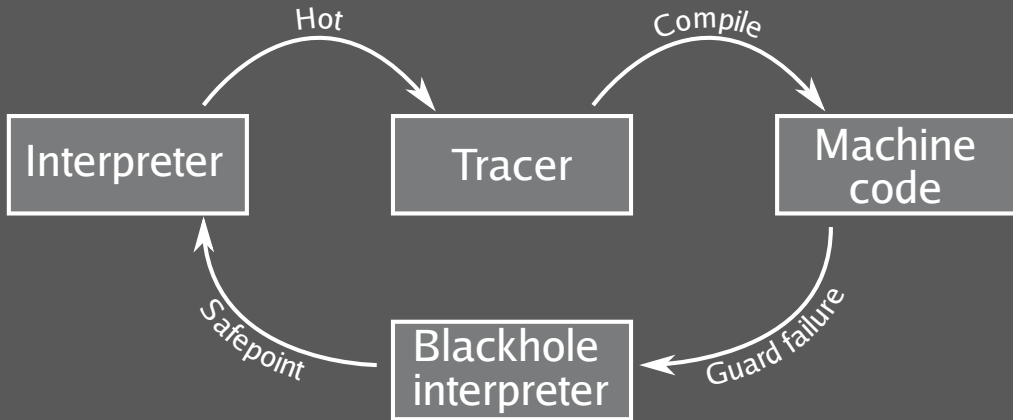 Hot
Compile
Interpreter
Tracer
Machine
code
Safepoint
Blackhole
interpreter
Guard failure